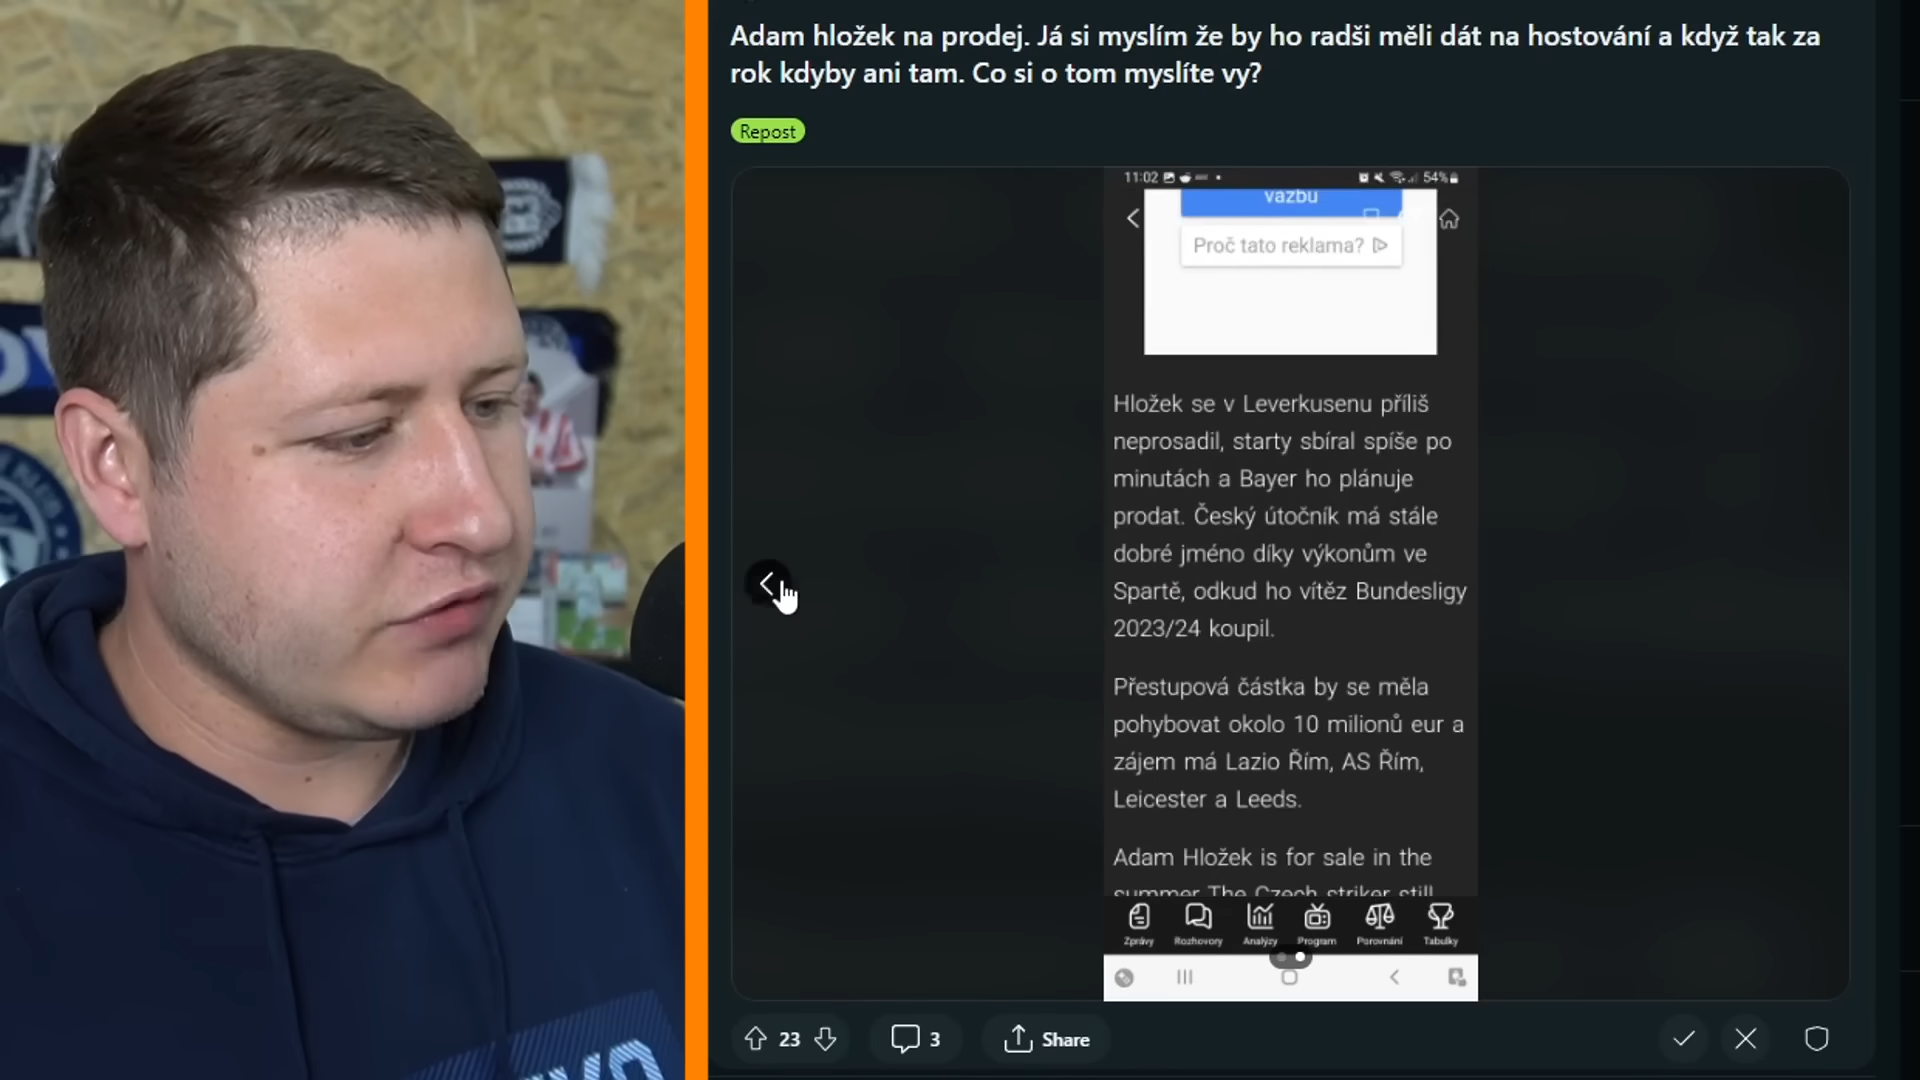 Adam hložek na prodej. Já si myslím že by ho radši měli dát na hostování a když tak za
rok kdyby ani tam. Co si o tom myslíte vy?
Repost
11:02
54%
vazbu
Proč tato reklama?
Hložek se v Leverkusenu příliš
neprosadil, starty sbíral spíše po
minutách a Bayer ho plánuje
prodat. Český útočník má stále
dobré jméno díky výkonům ve
Spartě, odkud ho vítěz Bundesligy
2023/24 koupil.
Přestupová částka by se měla
pohybovat okolo 10 milionů eur a
zájem má Lazio Řím, AS Řím,
Leicester a Leeds.
Adam Hložek is for sale in the
summer The Czech striker still
Zprávy Rozhovory Analýzy Program Porovnání Tabulky
23
3
Share